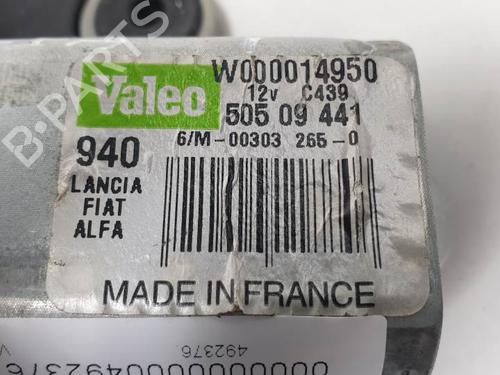 W000014950
Valeo
12v C439
505 09 441
6/M-00303 265-0
940
LANCIA
FIAT
ALFA
MADE IN FRANCE
492376
B-PARTS